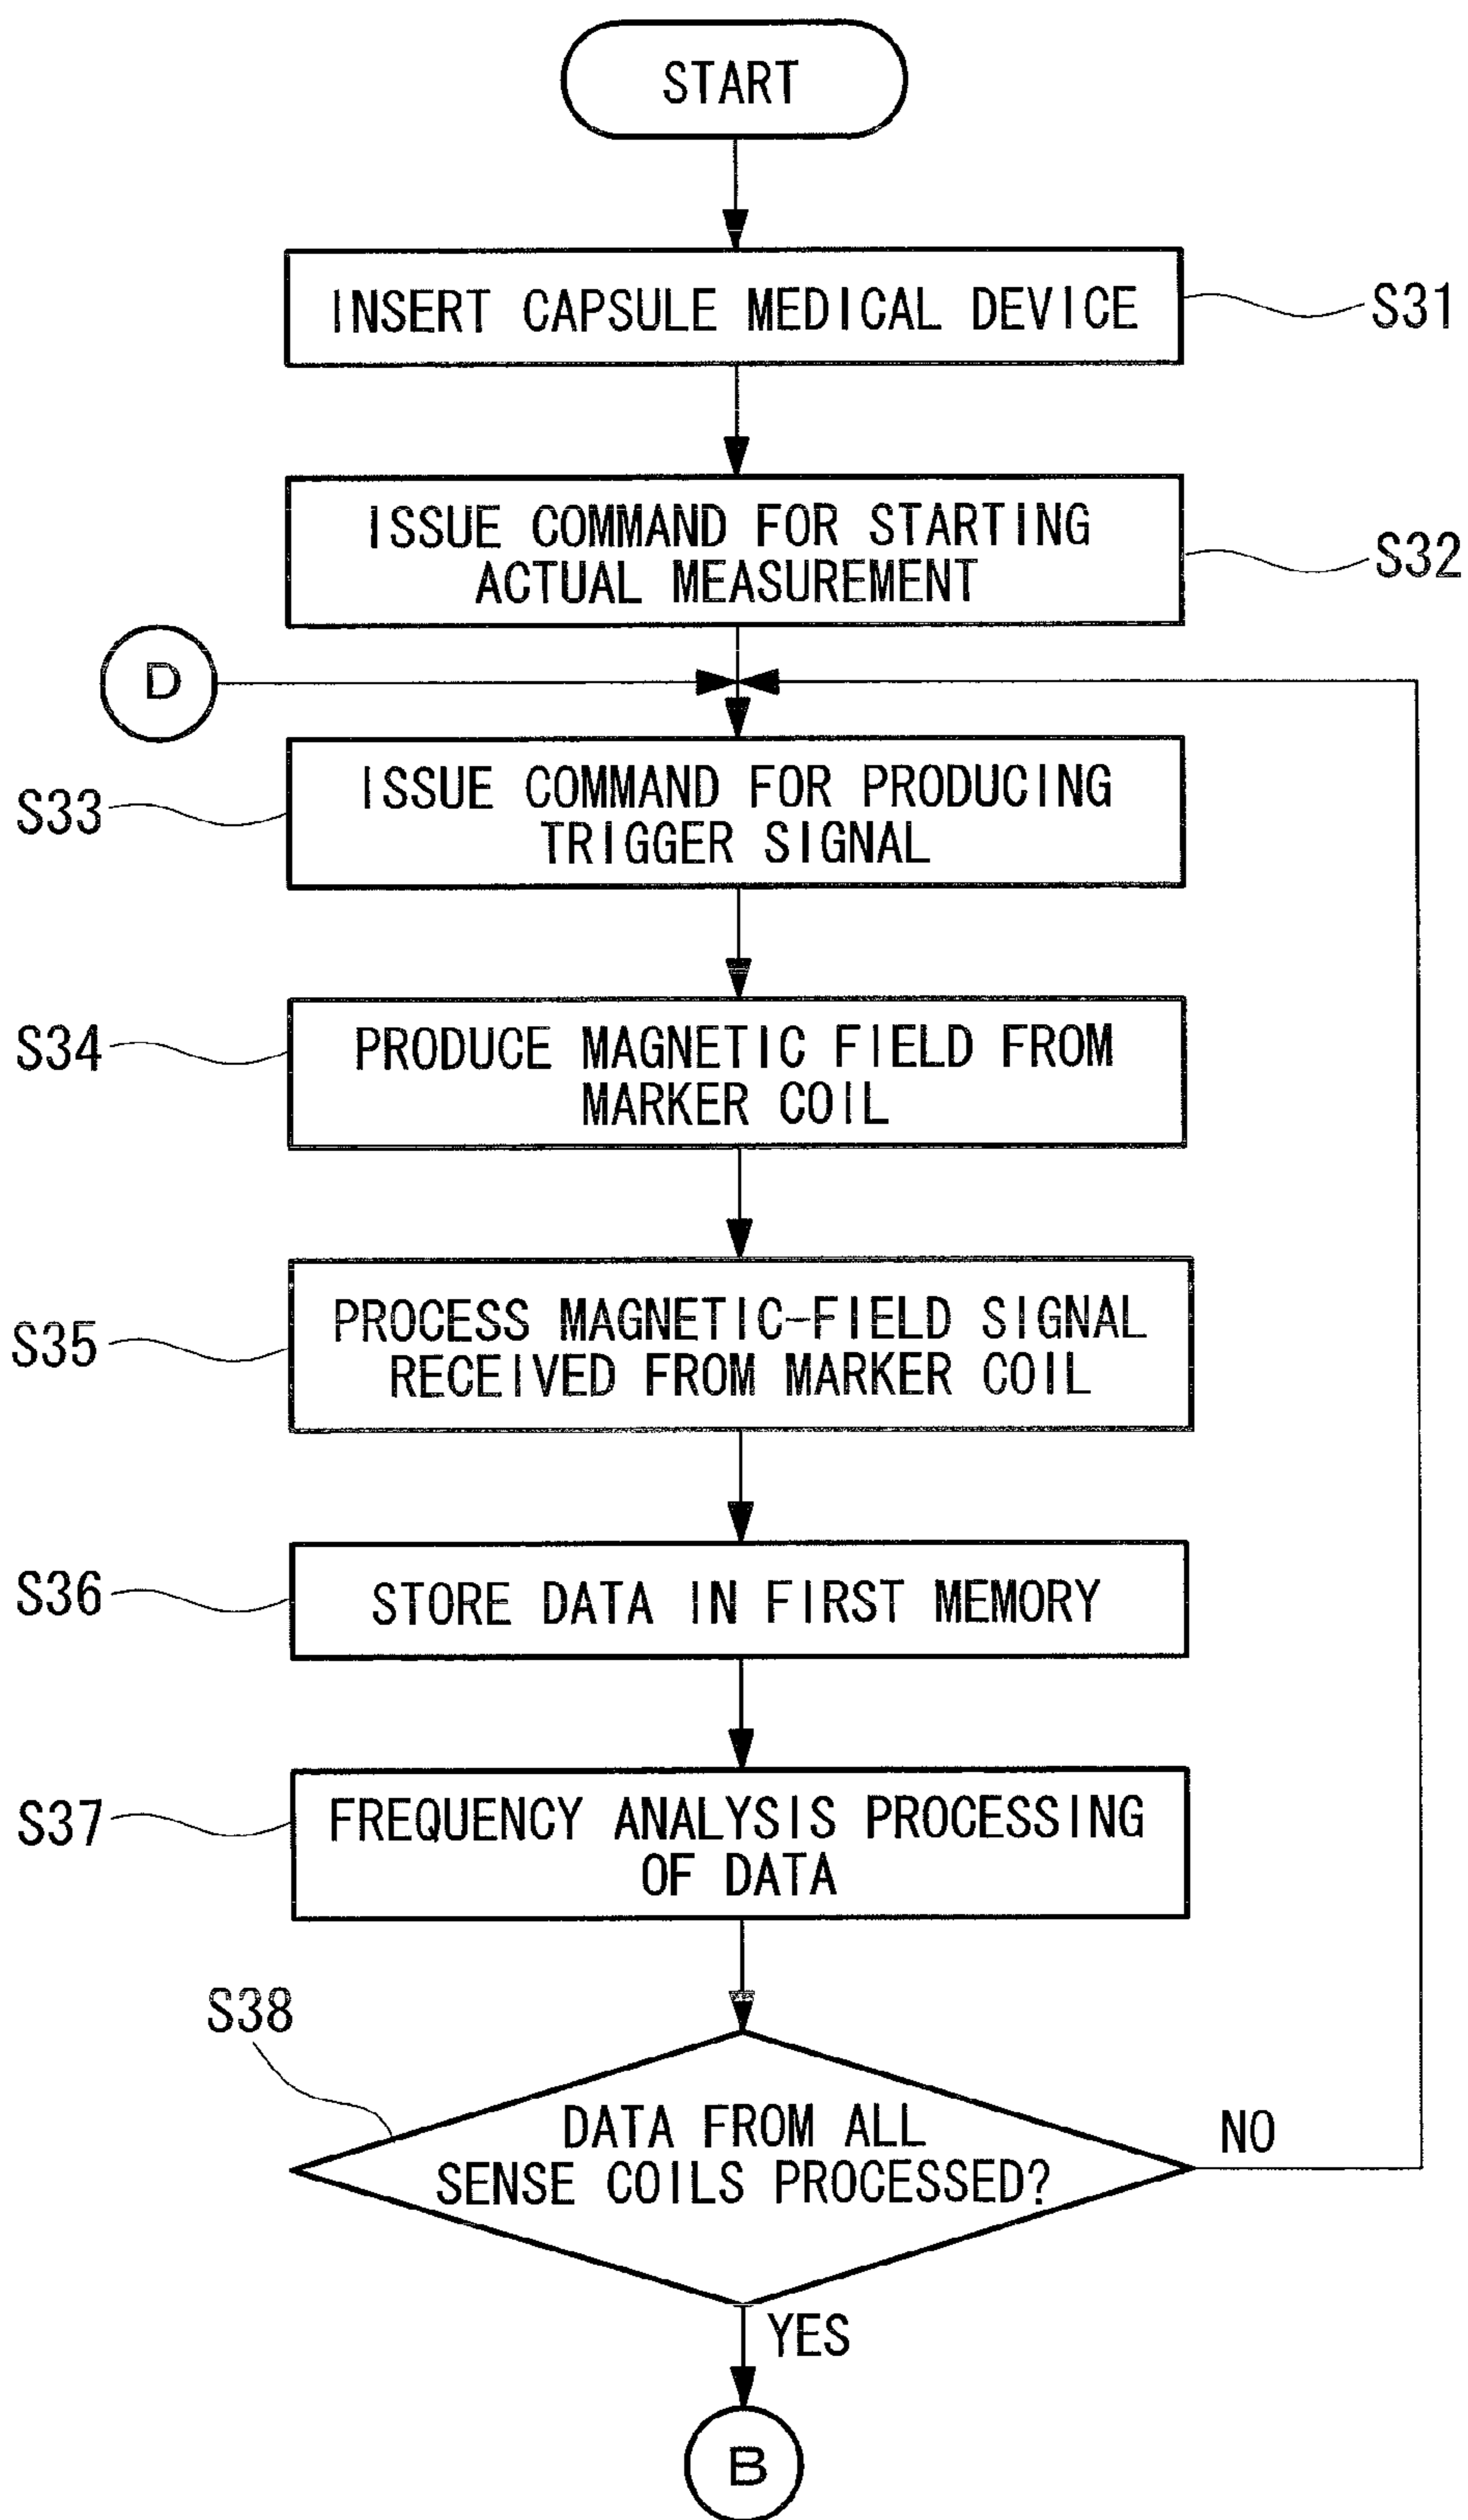 START
INSERT CAPSULE MEDICAL DEVICE
S31
ISSUE COMMAND FOR STARTING
ACTUAL MEASUREMENT
S32
D
S33
ISSUE COMMAND FOR PRODUCING
TRIGGER SIGNAL
S34
PRODUCE MAGNETIC FIELD FROM
MARKER COIL
S35
PROCESS MAGNETIC-FIELD SIGNAL
RECEIVED FROM MARKER COIL
S36
STORE DATA IN FIRST MEMORY
S37
FREQUENCY ANALYSIS PROCESSING
OF DATA
S38
DATA FROM ALL
SENSE COILS PROCESSED?
NO
YES
B